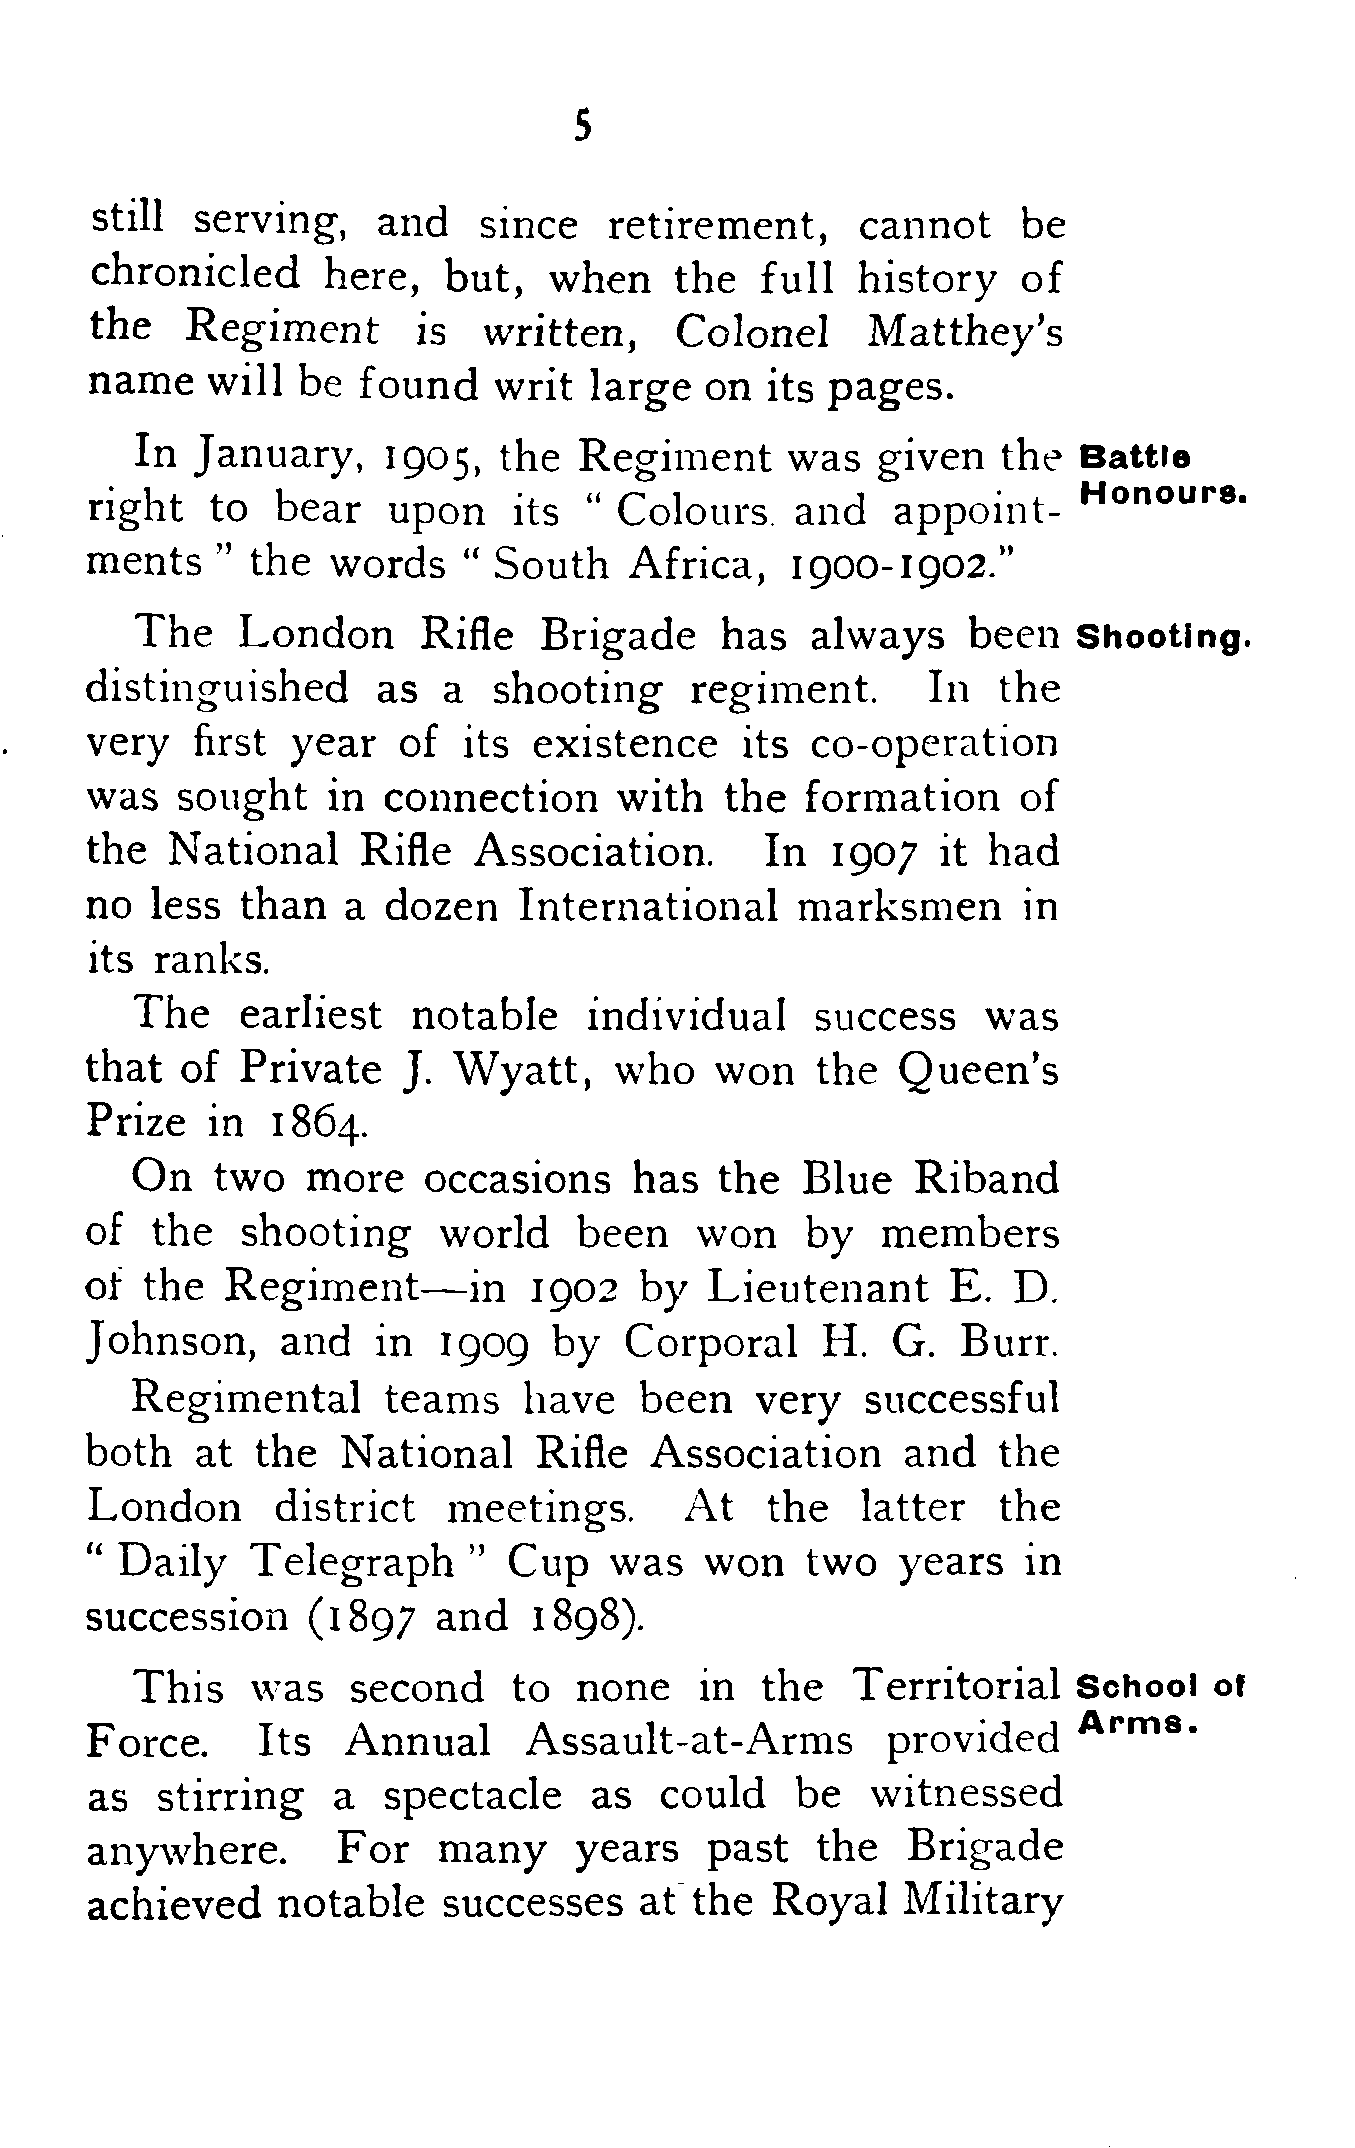 5
still serving, and since retirement, cannot be
chronicled here, but, when the full history of
the Regiment is written, Colonel Matthey's
name will be found writ large on its pages.
In January, 1905, the Regiment was given the Battle
right to bear upon its " Colours. and appoint- Honours.
ments " the words " South Africa, 1900-1902."
The London Rifle Brigade has always been Shooting.
distinguished as a shooting regiment. In the
very first year of its existence its co-operation
was sought in connection with the formation of
the National Rifle Association. In 1907 it had
no less than a dozen International marksmen in
its ranks.
The earliest notable individual success was
that of Private J. Wyatt, who won the Queen's
Prize in 1864.
On two more occasions has the Blue Riband
of the shooting world been won by members
of the Regiment—in 1902 by Lieutenant E. D.
Johnson, and in 1909 by Corporal H. G. Burr.
Regimental teams have been very successful
both at the National Rifle Association and the
London district meetings. At the latter the
" Daily Telegraph " Cup was won two years in
succession (1897 and 1898).
This was second to none in the Territorial School of
Force. Its Annual Assault-at-Arms provided Arms.
as stirring a spectacle as could be witnessed
anywhere. For many years past the Brigade
achieved notable successes at the Royal Military